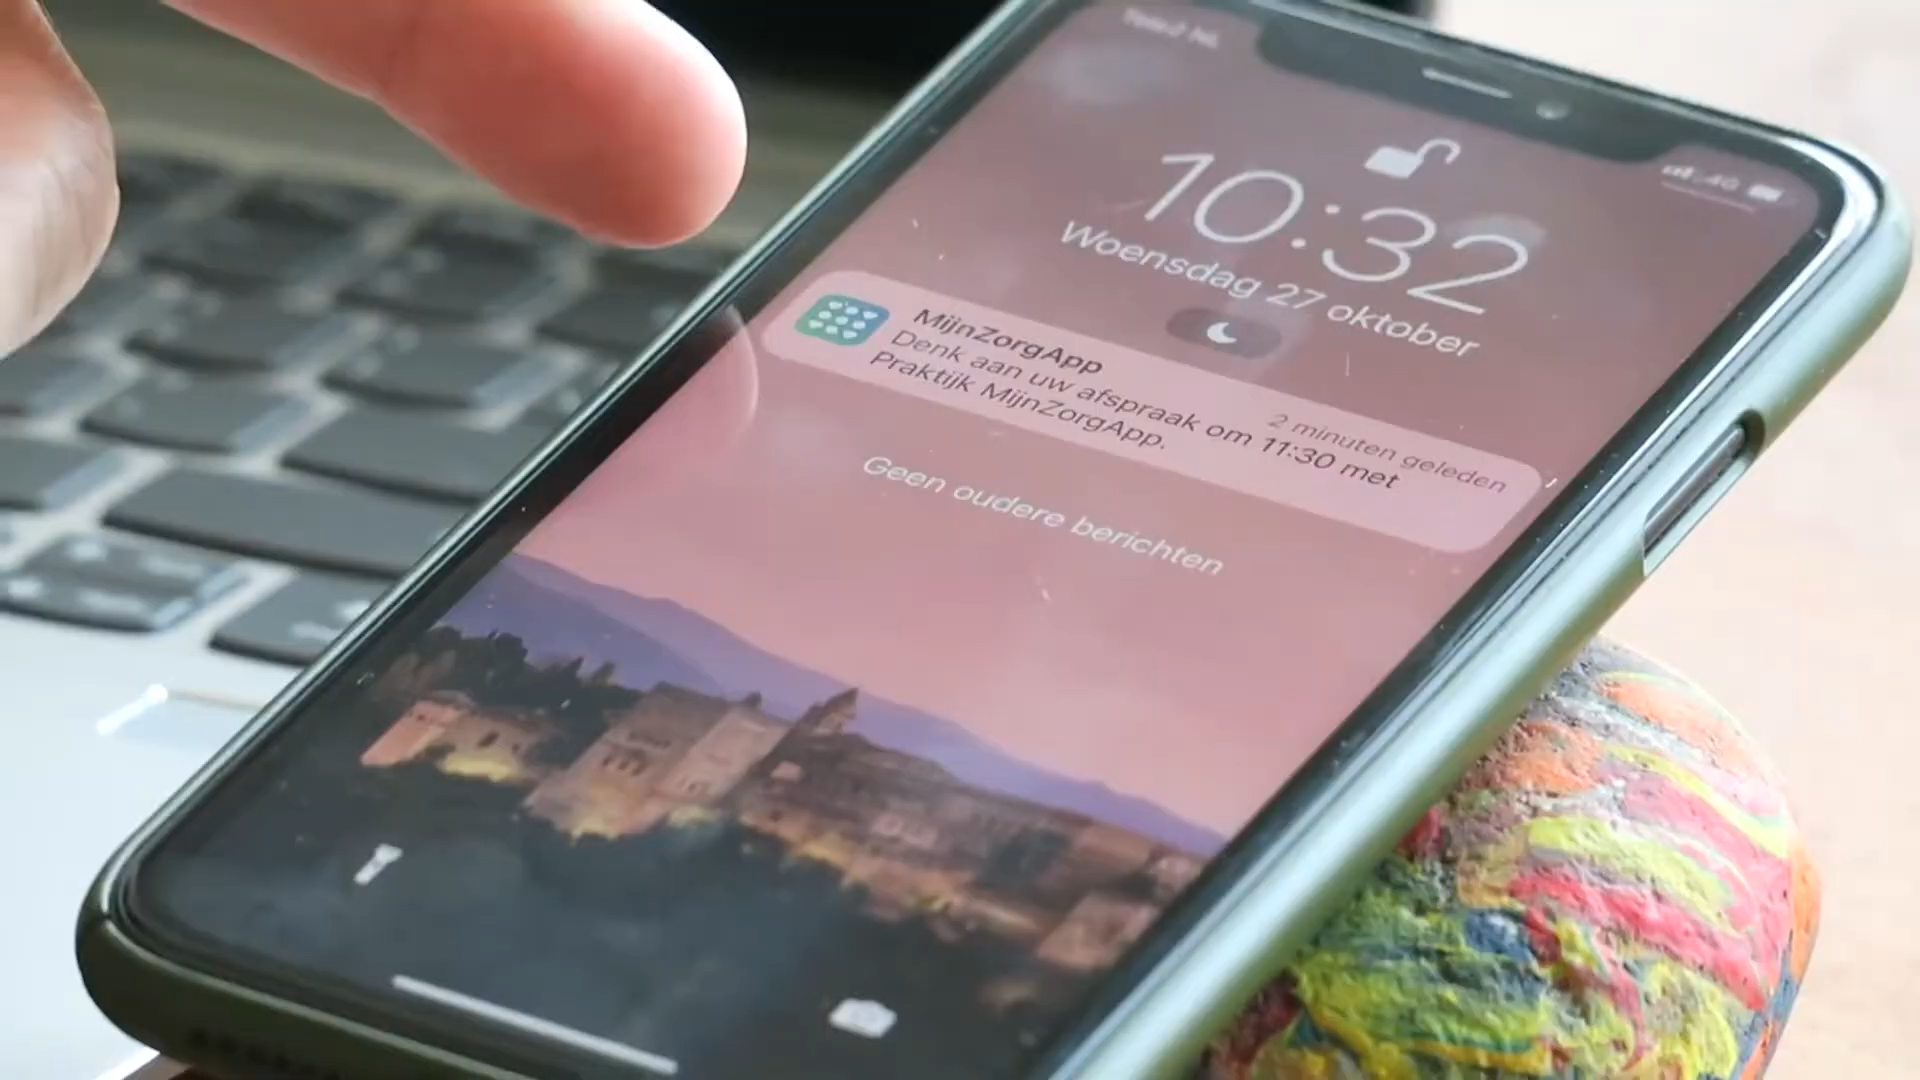 4G
10:32
Woensdag 27 oktober
MijnZorgApp
2 minuten geleden
Denk aan uw afspraak om 11:30 met
Praktijk MijnZorgApp.
Geen oudere berichten